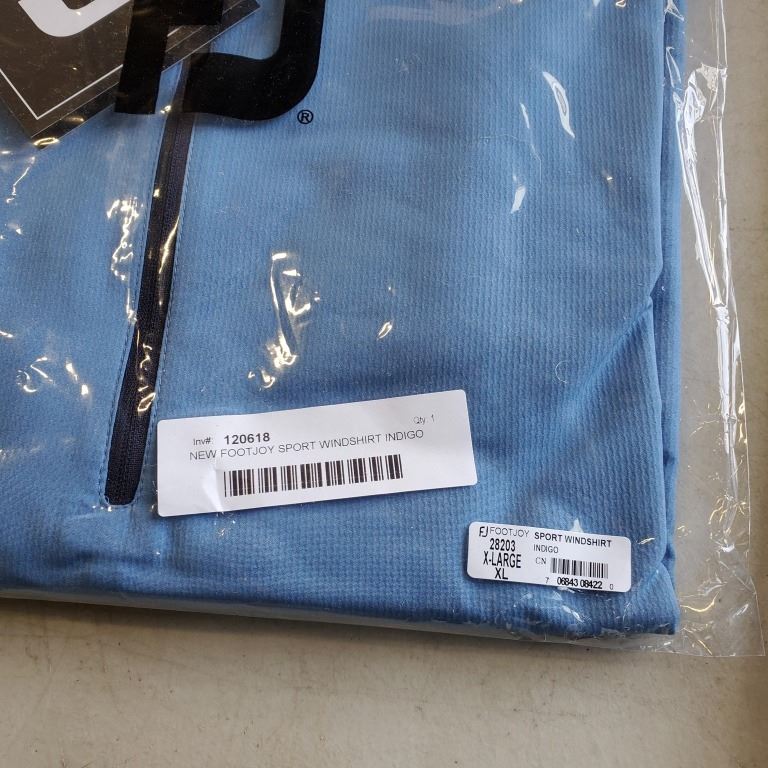 FJ
®
Inv#: 120618
Qty: 1
NEW FOOTJOY SPORT WINDSHIRT INDIGO
FJ FOOTJOY SPORT WINDSHIRT
28203 INDIGO
X-LARGE CN
XL
7 06843 08422 0